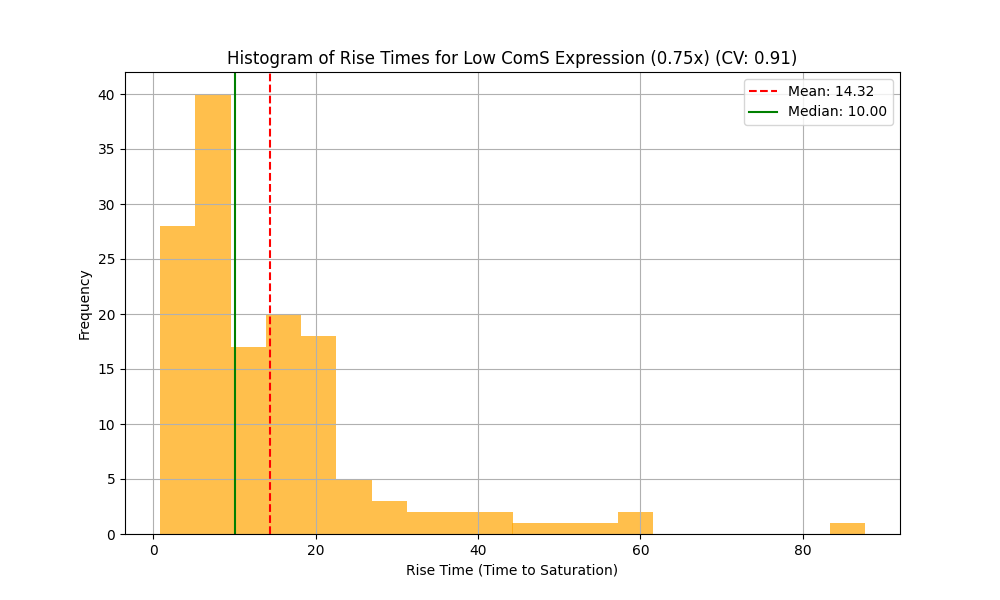 Histogram of Rise Times for Low ComS Expression (0.75x) (CV: 0.91)
Mean: 14.32
Median: 10.00
Frequency
40
35
30
25
20
15
10
5
0
0 20 40 60 80
Rise Time (Time to Saturation)